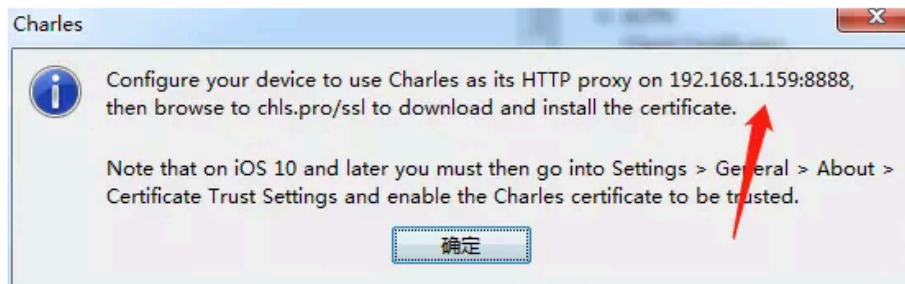 Charles
Configure your device to use Charles as its HTTP proxy on 192.168.1.159:8888,
then browse to chls.pro/ssl to download and install the certificate.
Note that on iOS 10 and later you must then go into Settings > General > About >
Certificate Trust Settings and enable the Charles certificate to be trusted.
确定